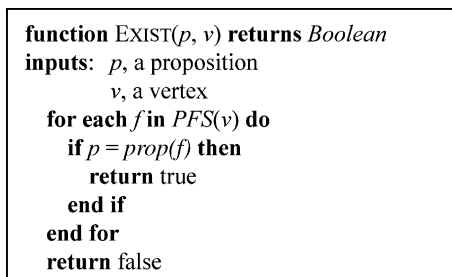 function EXIST(p, v) returns Boolean
inputs: p, a proposition
v, a vertex
for each f in PFS(v) do
if p = prop(f) then
return true
end if
end for
return false